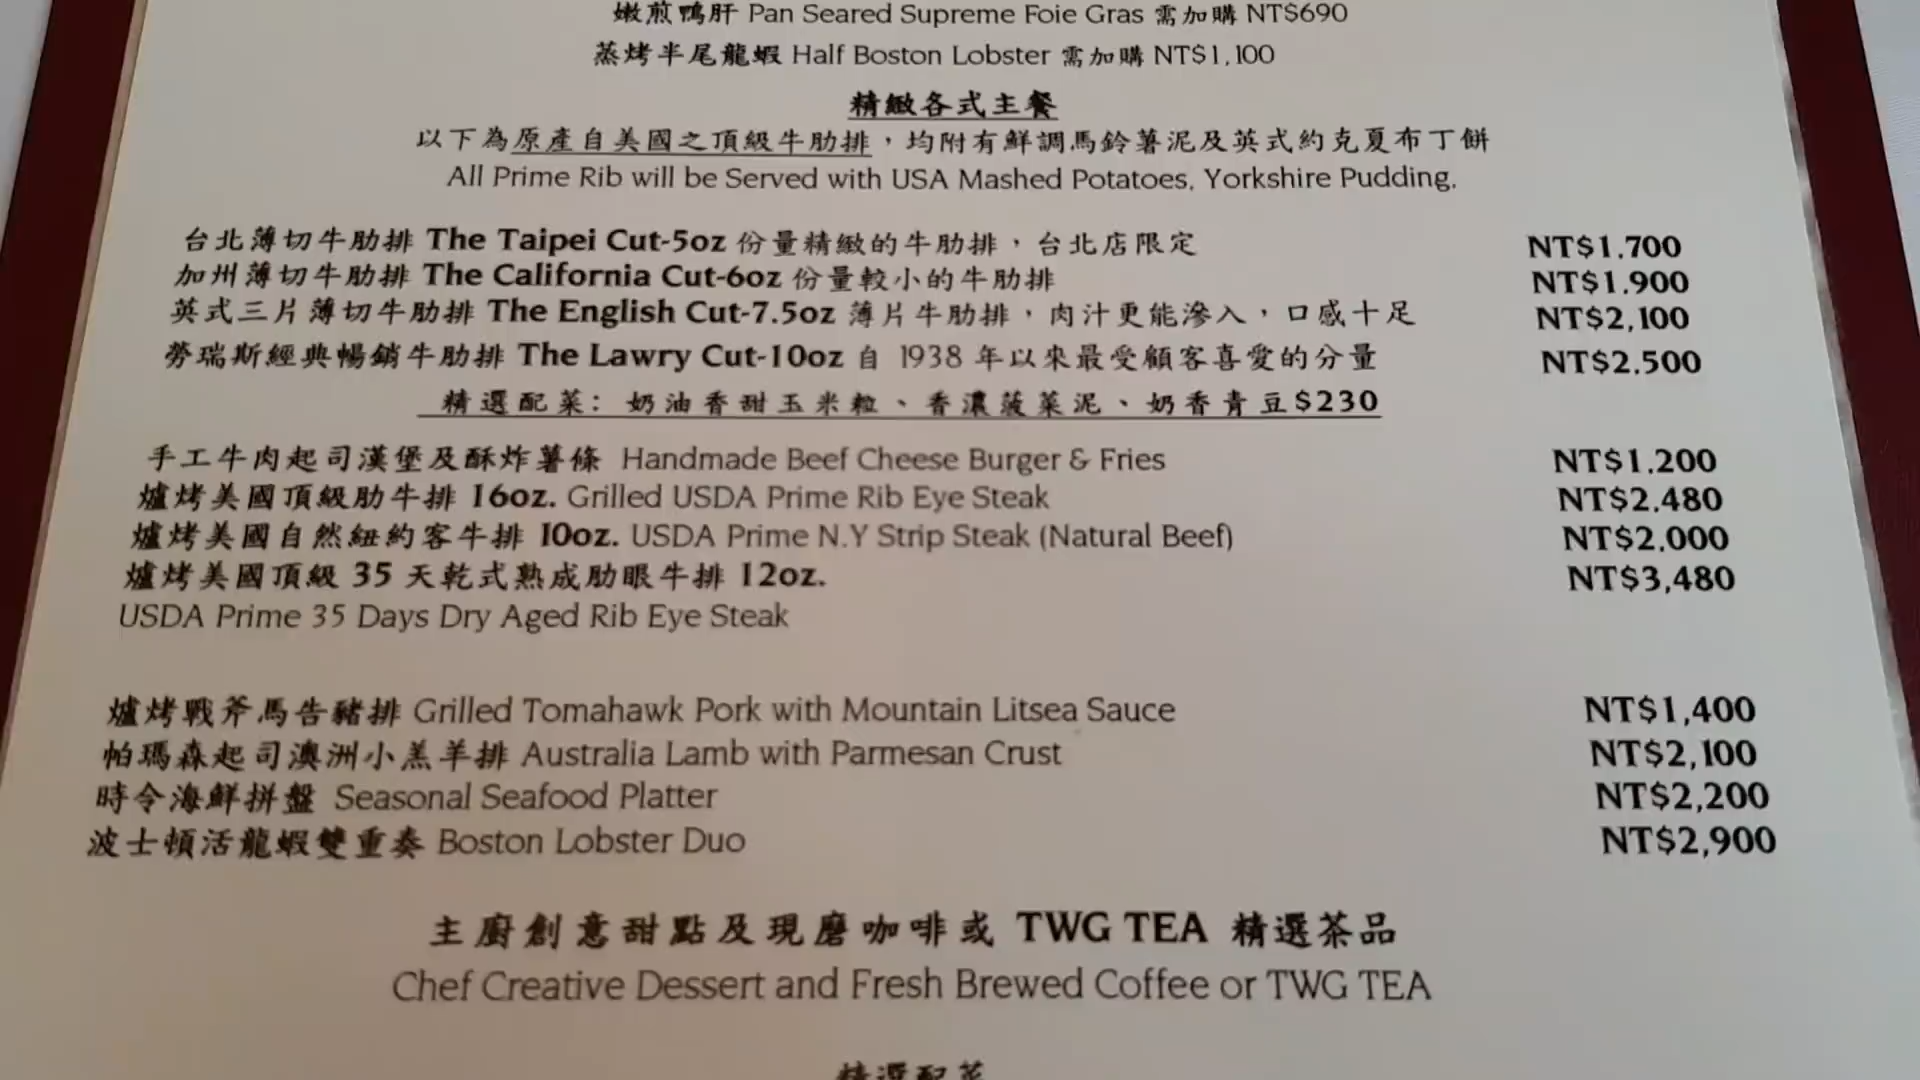 嫩煎鴨肝 Pan Seared Supreme Foie Gras 需加購 NT$690
蒸烤半尾龍蝦 Half Boston Lobster 需加購 NT$1,100
精緻各式主餐
以下為原產自美國之頂級牛肋排，均附有鮮調馬鈴薯泥及英式約克夏布丁餅
All Prime Rib will be Served with USA Mashed Potatoes, Yorkshire Pudding,
台北薄切牛肋排 The Taipei Cut-5oz 份量精緻的牛肋排，台北店限定 NT$1,700
加州薄切牛肋排 The California Cut-6oz 份量較小的牛肋排 NT$1,900
英式三片薄切牛肋排 The English Cut-7.5oz 薄片牛肋排，肉汁更能滲入，口感十足 NT$2,100
勞瑞斯經典暢銷牛肋排 The Lawry Cut-10oz 自 1938 年以來最受顧客喜愛的分量 NT$2,500
精選配菜: 奶油香甜玉米粒、香濃菠菜泥、奶香青豆$230
手工牛肉起司漢堡及酥炸薯條 Handmade Beef Cheese Burger & Fries NT$1,200
爐烤美國頂級肋牛排 16oz. Grilled USDA Prime Rib Eye Steak NT$2,480
爐烤美國自然紐約客牛排 10oz. USDA Prime N.Y Strip Steak (Natural Beef) NT$2,000
爐烤美國頂級 35 天乾式熟成肋眼牛排 12oz. NT$3,480
USDA Prime 35 Days Dry Aged Rib Eye Steak
爐烤戰斧馬告豬排 Grilled Tomahawk Pork with Mountain Litsea Sauce NT$1,400
帕瑪森起司澳洲小羔羊排 Australia Lamb with Parmesan Crust NT$2,100
時令海鮮拼盤 Seasonal Seafood Platter NT$2,200
波士頓活龍蝦雙重奏 Boston Lobster Duo NT$2,900
主廚創意甜點及現磨咖啡或 TWG TEA 精選茶品
Chef Creative Dessert and Fresh Brewed Coffee or TWG TEA
精選配菜